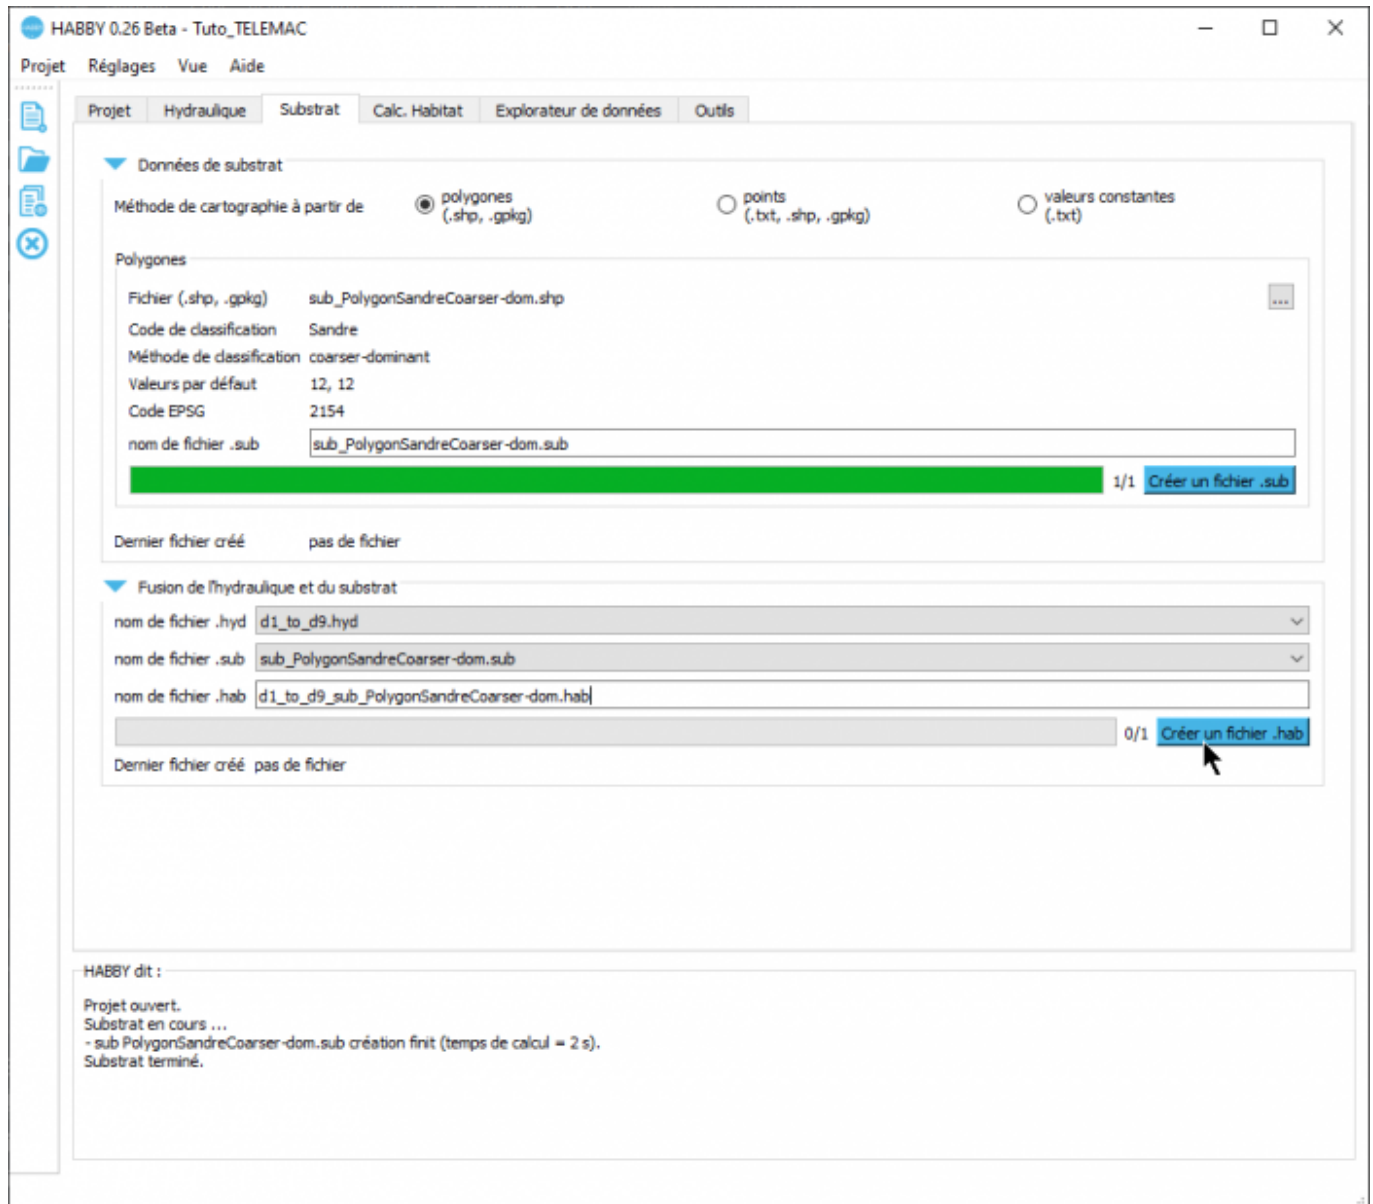 HABBY 0.26 Beta - Tuto_TELEMAC
Projet Réglages Vue Aide
Projet Hydraulique Substrat Calc. Habitat Explorateur de données Outils
Données de substrat
Méthode de cartographie à partir de
polygones
(.shp, .gpkg)
points
(.txt, .shp, .gpkg)
valeurs constantes
(.txt)
Polygones
Fichier (.shp, .gpkg) sub_PolygonSandreCoarser-dom.shp ...
Code de classification Sandre
Méthode de classification coarser-dominant
Valeurs par défaut 12, 12
Code EPSG 2154
nom de fichier .sub sub_PolygonSandreCoarser-dom.sub
1/1 Créer un fichier .sub
Dernier fichier créé pas de fichier
Fusion de l'hydraulique et du substrat
nom de fichier .hyd d1_to_d9.hyd
nom de fichier .sub sub_PolygonSandreCoarser-dom.sub
nom de fichier .hab d1_to_d9_sub_PolygonSandreCoarser-dom.hab
0/1 Créer un fichier .hab
Dernier fichier créé pas de fichier
HABBY dit :
Projet ouvert.
Substrat en cours ...
- sub PolygonSandreCoarser-dom.sub création finit (temps de calcul = 2 s).
Substrat terminé.